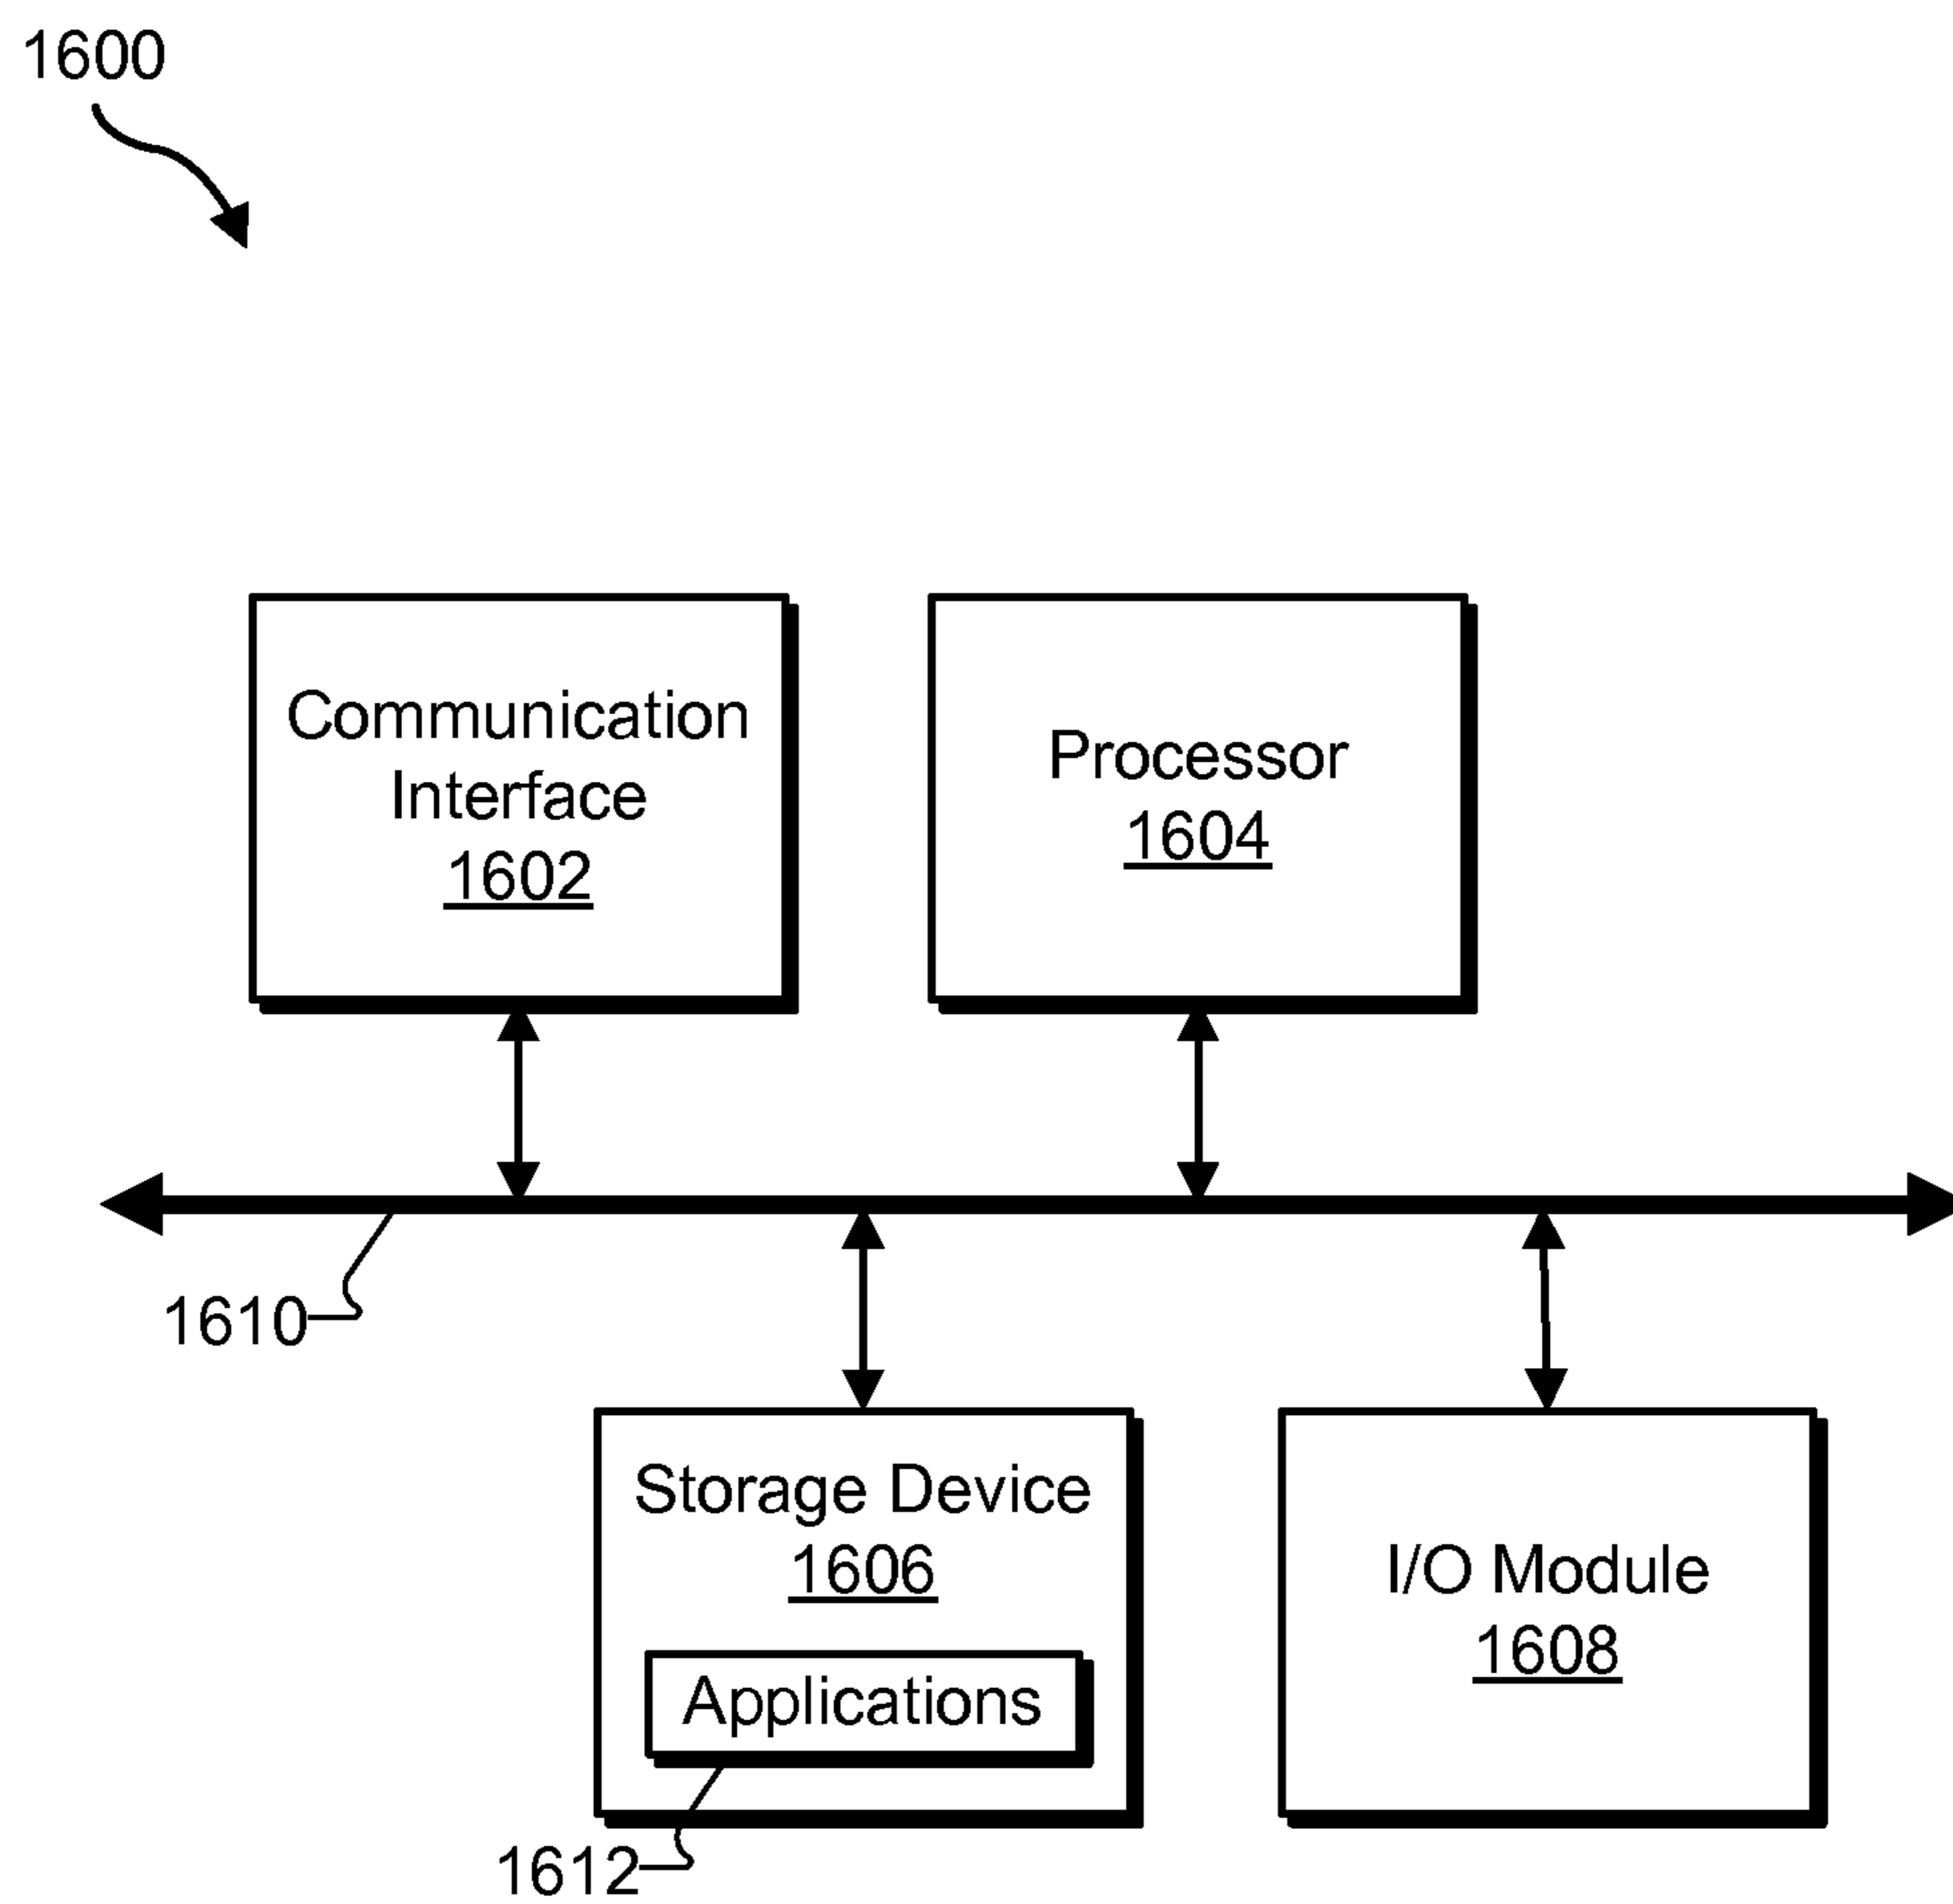 1600
Communication
Interface
1602
Processor
1604
1610
Storage Device
1606
Applications
1612
I/O Module
1608